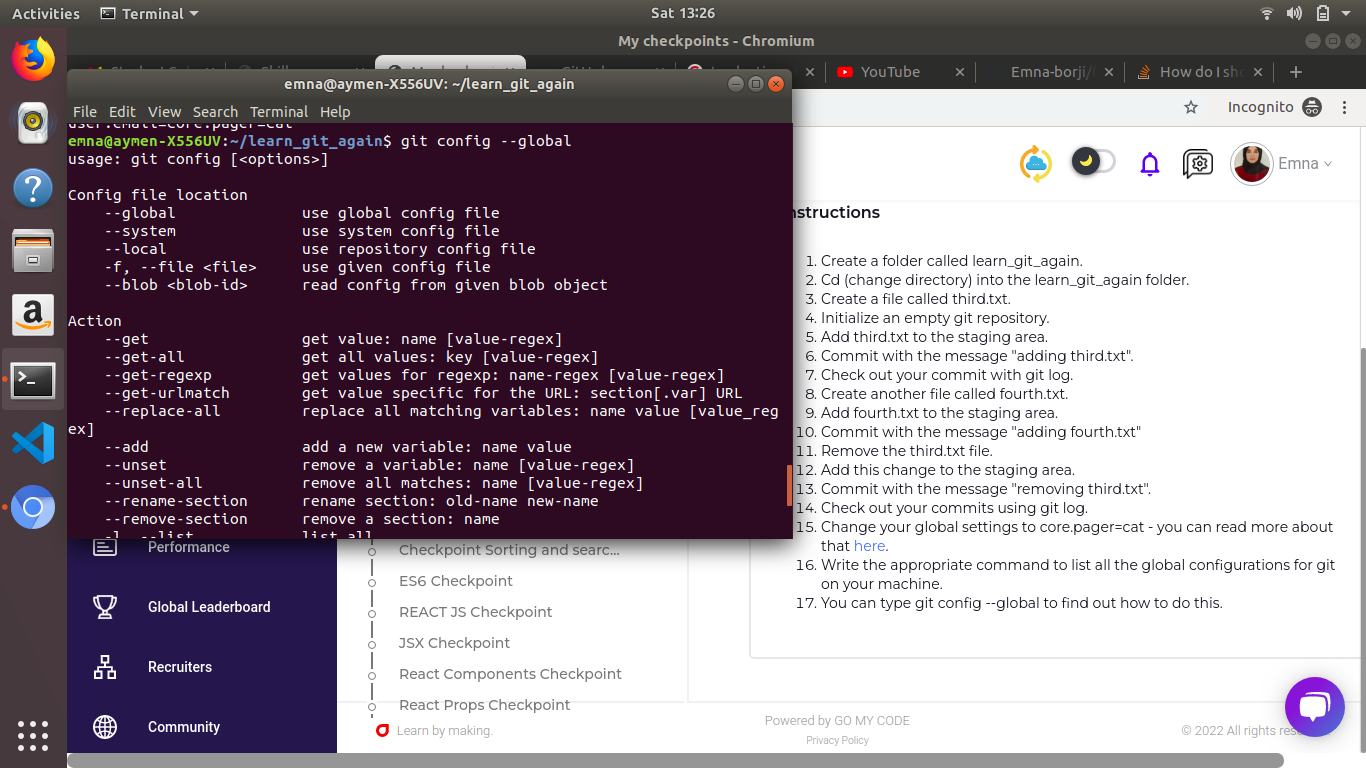 Activities
Terminal
Sat 13:26
My checkpoints - Chromium
YouTube
Emna-borji/
How do I sho
emna@aymen-X556UV: ~/learn_git_again
File Edit View Search Terminal Help
Incognito
user.email=core.pager=cat
emna@aymen-X556UV:~/learn_git_again$ git config --global
usage: git config [<options>]
Config file location
--global use global config file
--system use system config file
--local use repository config file
-f, --file <file> use given config file
--blob <blob-id> read config from given blob object
Action
--get get value: name [value-regex]
--get-all get all values: key [value-regex]
--get-regexp get values for regexp: name-regex [value-regex]
--get-urlmatch get value specific for the URL: section[.var] URL
--replace-all replace all matching variables: name value [value_reg
ex]
--add add a new variable: name value
--unset remove a variable: name [value-regex]
--unset-all remove all matches: name [value-regex]
--rename-section rename section: old-name new-name
--remove-section remove a section: name
-l, --list list all
Emna
nstructions
1. Create a folder called learn_git_again.
2. Cd (change directory) into the learn_git_again folder.
3. Create a file called third.txt.
4. Initialize an empty git repository.
5. Add third.txt to the staging area.
6. Commit with the message "adding third.txt".
7. Check out your commit with git log.
8. Create another file called fourth.txt.
9. Add fourth.txt to the staging area.
10. Commit with the message "adding fourth.txt"
11. Remove the third.txt file.
12. Add this change to the staging area.
13. Commit with the message "removing third.txt".
14. Check out your commits using git log.
15. Change your global settings to core.pager=cat - you can read more about
that here.
16. Write the appropriate command to list all the global configurations for git
on your machine.
17. You can type git config --global to find out how to do this.
Performance
Global Leaderboard
Recruiters
Community
Checkpoint Sorting and searc...
ES6 Checkpoint
REACT JS Checkpoint
JSX Checkpoint
React Components Checkpoint
React Props Checkpoint
Learn by making.
Powered by GO MY CODE
Privacy Policy
© 2022 All rights res